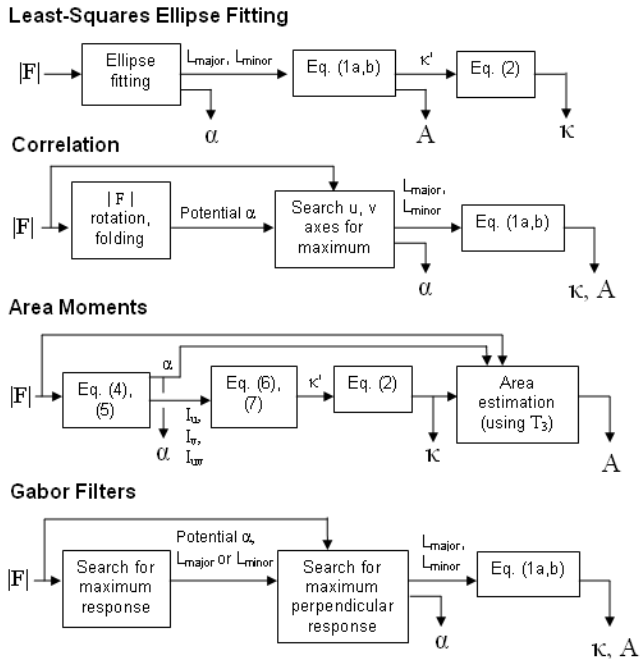 Least-Squares Ellipse Fitting
|F|
Ellipse
fitting
Lmajor, Lminor
α
Eq. (1a,b)
κ'
A
Eq. (2)
κ
Correlation
|F|
| F |
rotation,
folding
Potential α
Search u, v
axes for
maximum
Lmajor,
Lminor
α
Eq. (1a,b)
κ, A
Area Moments
|F|
Eq. (4),
(5)
α
α
Iu,
Iv,
Iuv
Eq. (6),
(7)
κ'
Eq. (2)
κ
Area
estimation
(using T3)
A
Gabor Filters
|F|
Search for
maximum
response
Potential α,
Lmajor or Lminor
Search for
maximum
perpendicular
response
Lmajor,
Lminor
α
Eq. (1a,b)
κ, A